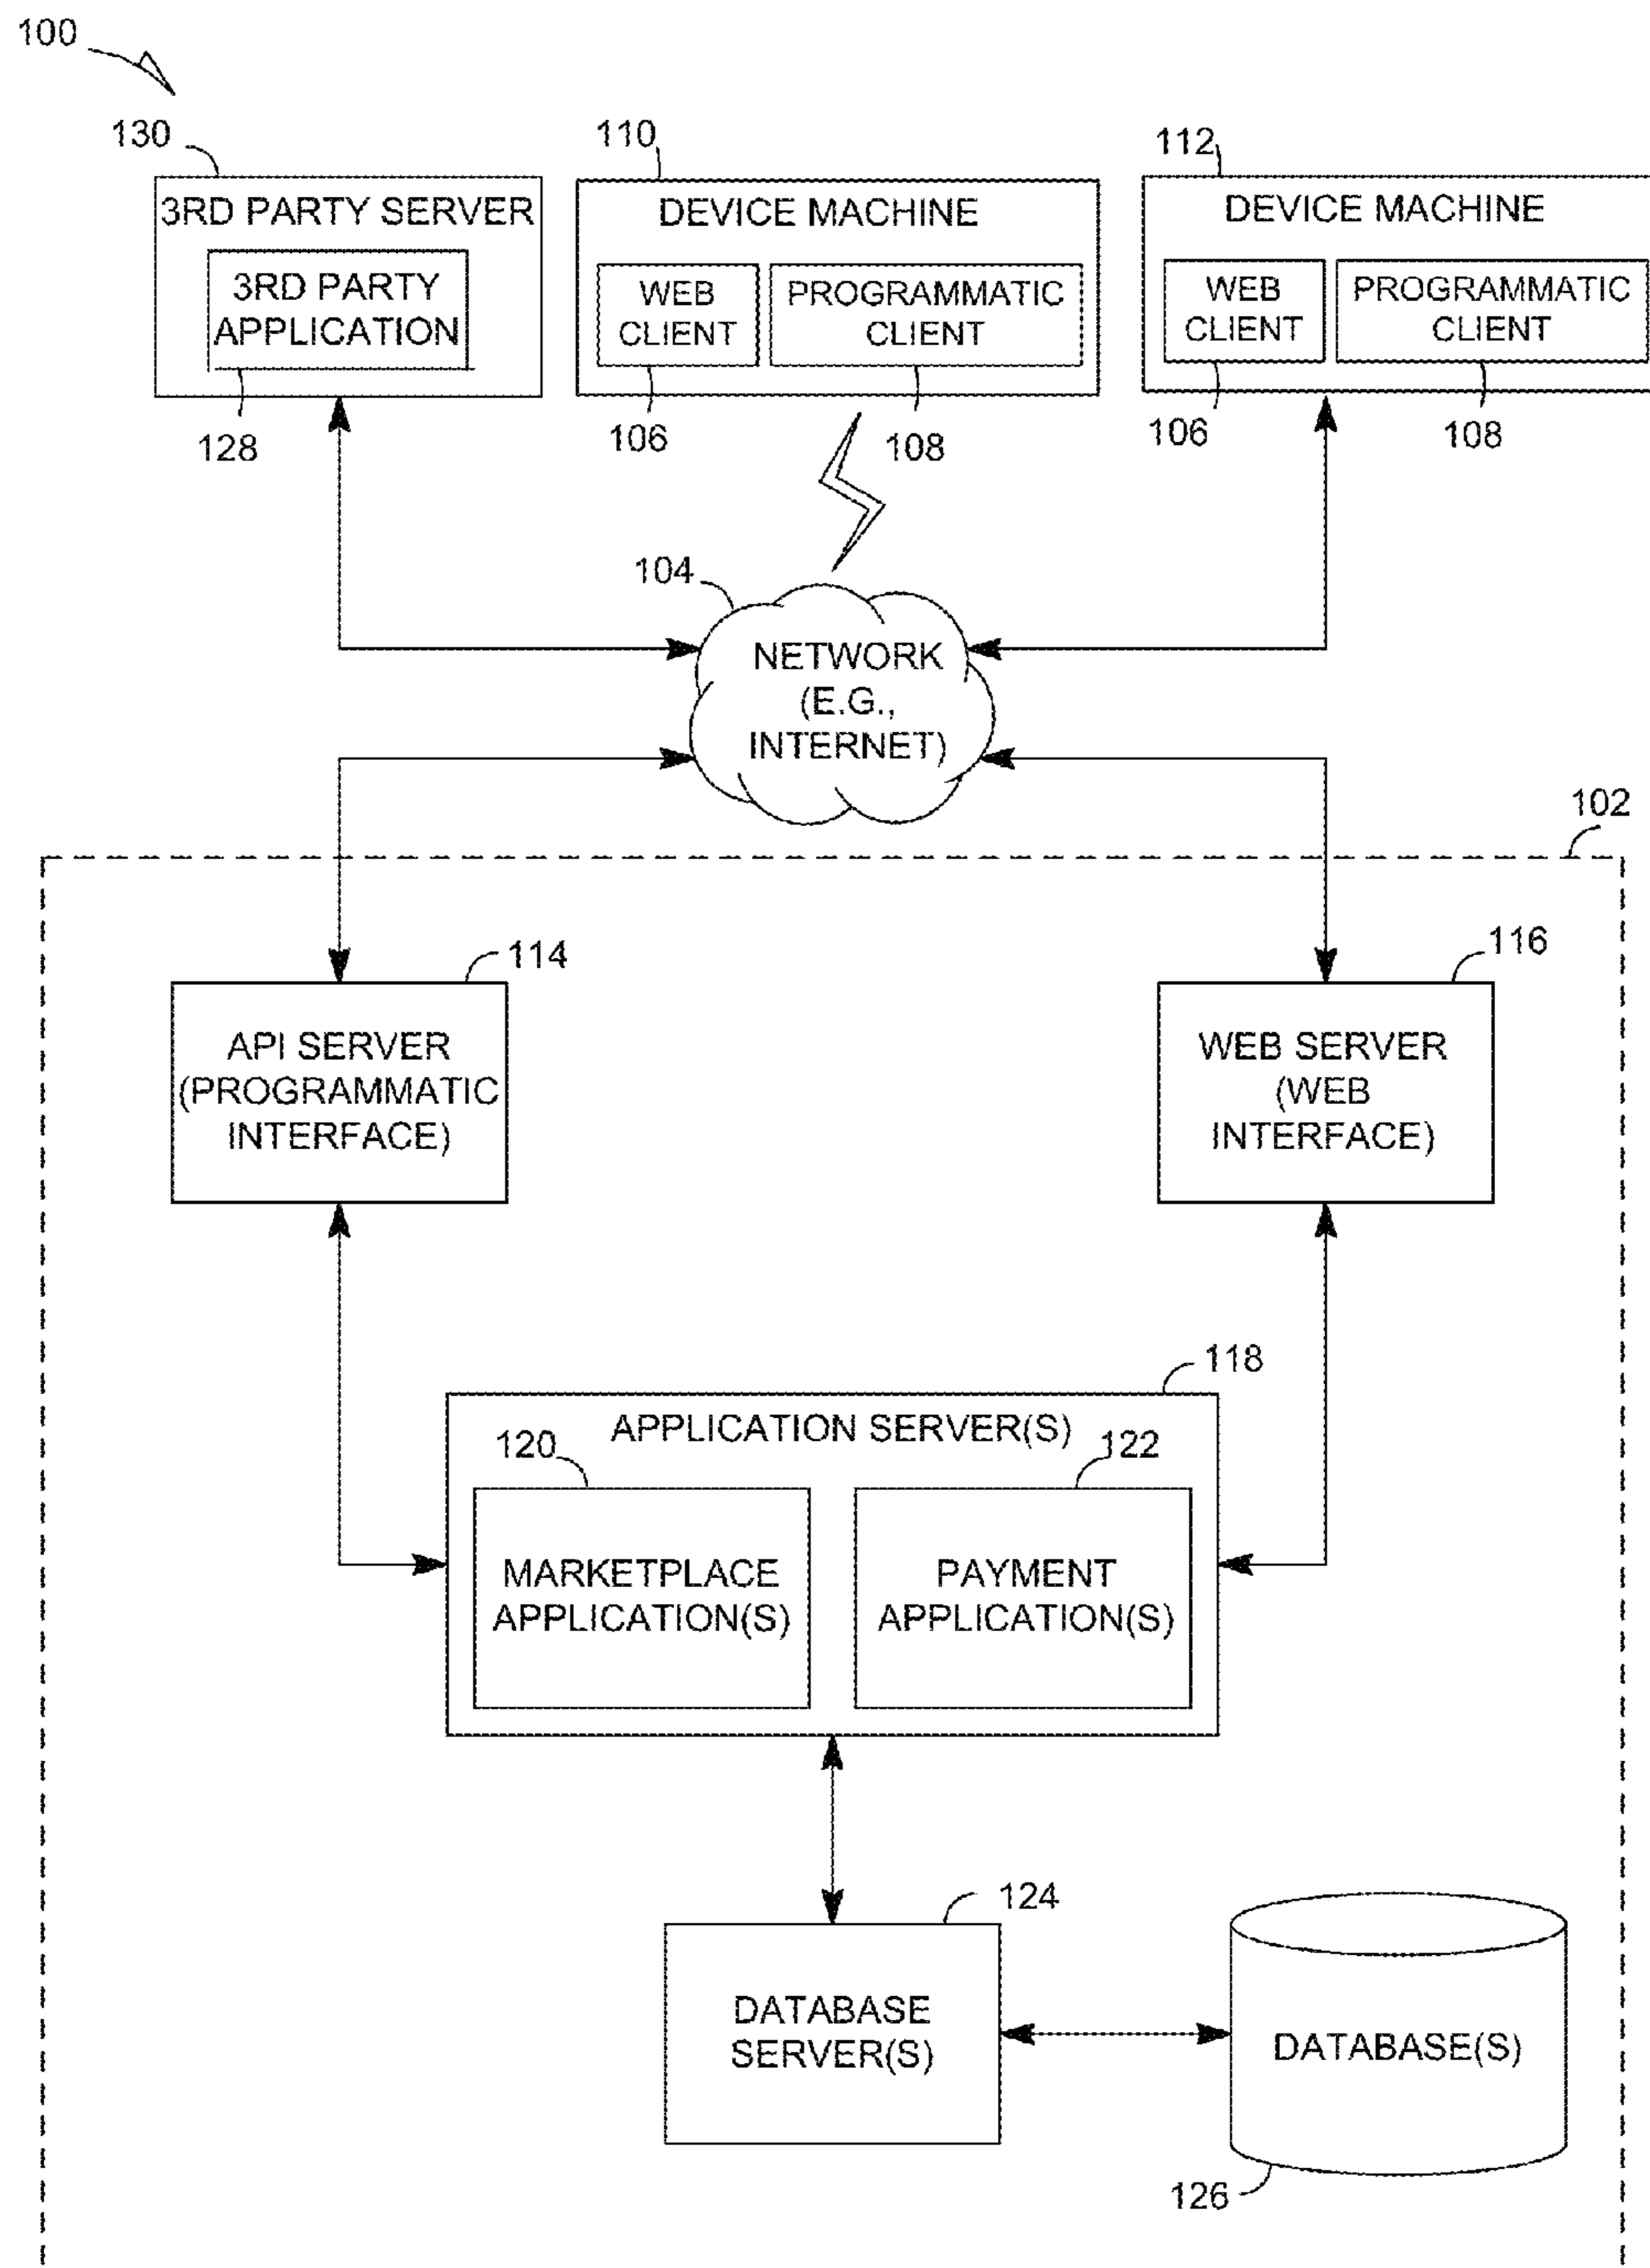 100
130
110
112
3RD PARTY SERVER
3RD PARTY
APPLICATION
128
DEVICE MACHINE
WEB
CLIENT
PROGRAMMATIC
CLIENT
106
108
DEVICE MACHINE
WEB
CLIENT
PROGRAMMATIC
CLIENT
106
108
104
NETWORK
(E.G.,
INTERNET)
102
114
API SERVER
(PROGRAMMATIC
INTERFACE)
116
WEB SERVER
(WEB
INTERFACE)
118
APPLICATION SERVER(S)
120
122
MARKETPLACE
APPLICATION(S)
PAYMENT
APPLICATION(S)
124
DATABASE
SERVER(S)
DATABASE(S)
126